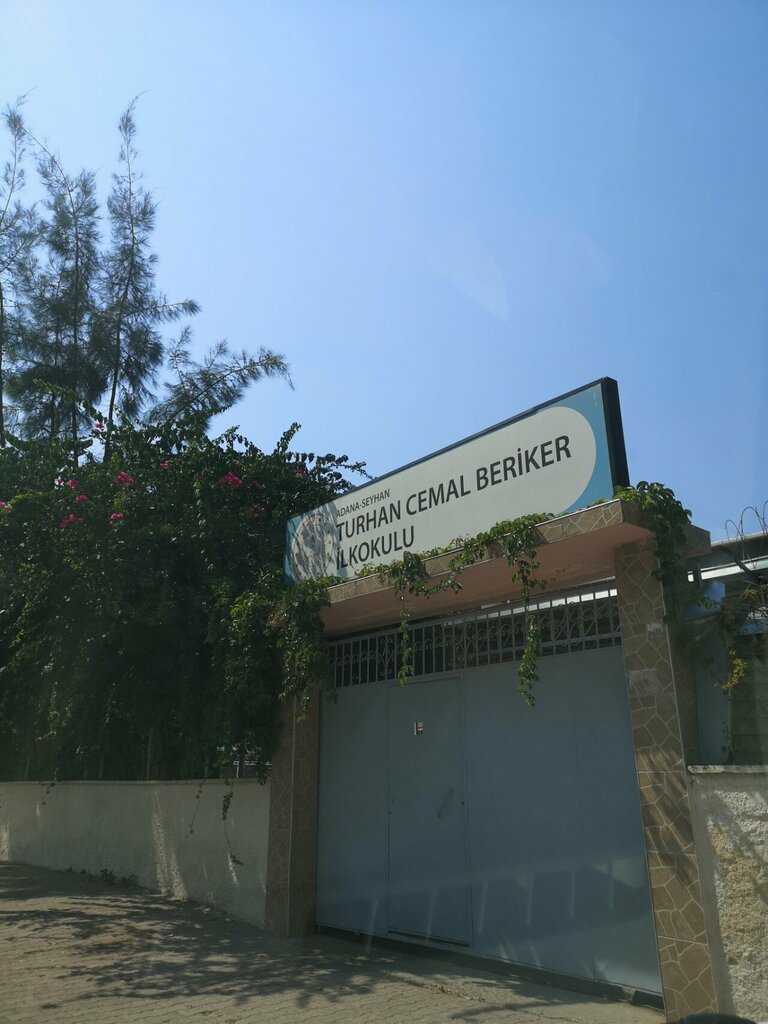 ADANA-SEYHAN
TURHAN CEMAL BERİKER
İLKOKULU